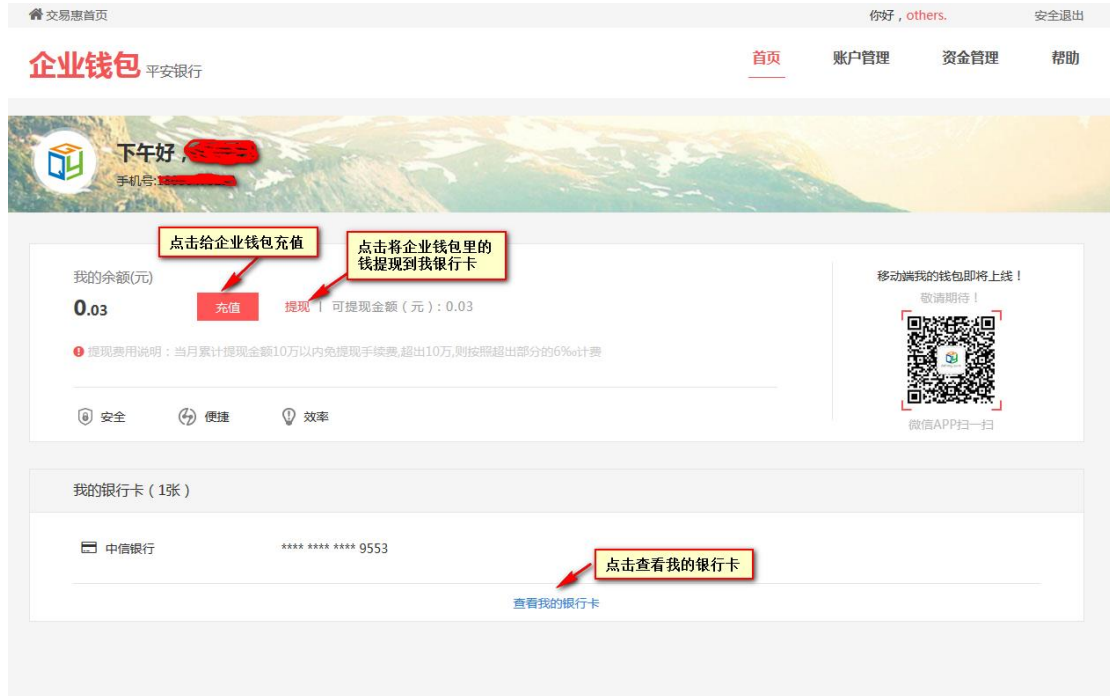 交易惠首页
你好，others.
安全退出
企业钱包 平安银行
首页
账户管理
资金管理
帮助
下午好，
手机号:
点击给企业钱包充值
点击将企业钱包里的
钱提现到我银行卡
我的余额(元)
0.03
充值
提现 | 可提现金额（元）: 0.03
提现费用说明：当月累计提现金额10万以内免提现手续费,超出10万,则按照超出部分的6‰计费
安全
便捷
效率
移动端我的钱包即将上线！
敬请期待！
微信APP扫一扫
我的银行卡（1张）
中信银行
**** **** **** 9553
点击查看我的银行卡
查看我的银行卡